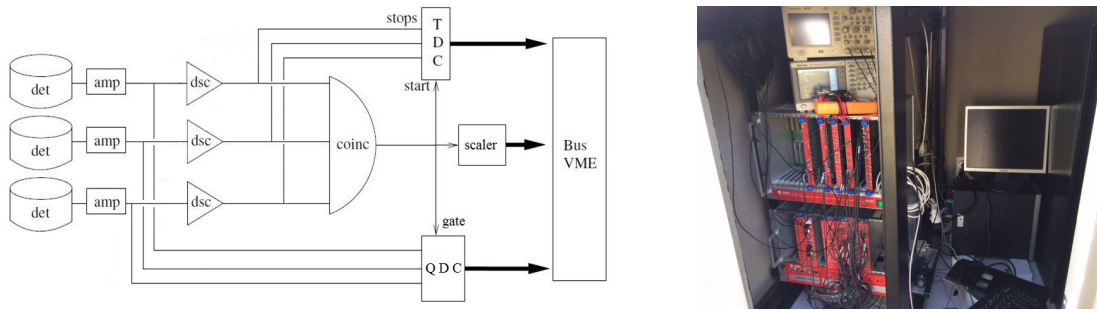 stops
T
D
C
start
det
amp
dsc
det
amp
dsc
coinc
scaler
Bus
VME
det
amp
dsc
gate
Q D C